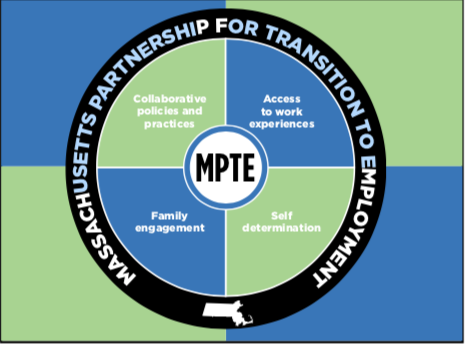 MASSACHUSETTS PARTNERSHIP FOR TRANSITION TO EMPLOYMENT
Collaborative
policies and
practices
Access
to work
experiences
MPTE
Family
engagement
Self
determination